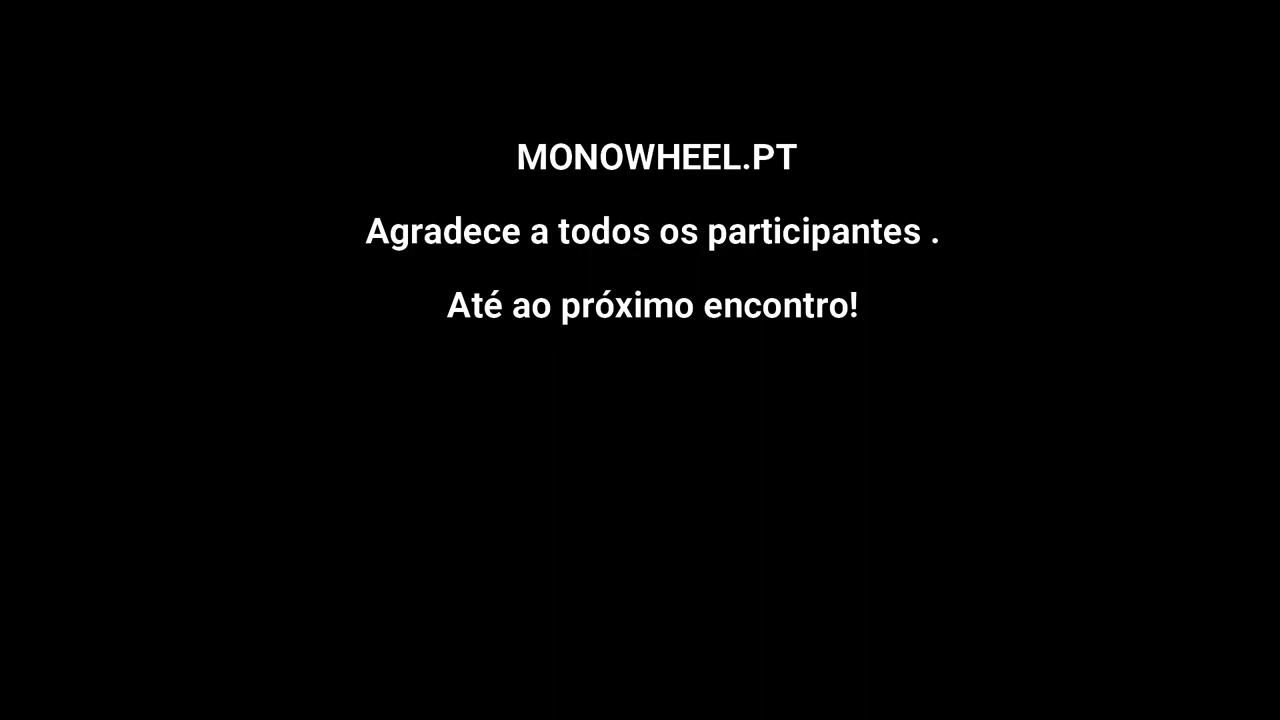 MONOWHEEL.PT
Agradece a todos os participantes .
Até ao próximo encontro!